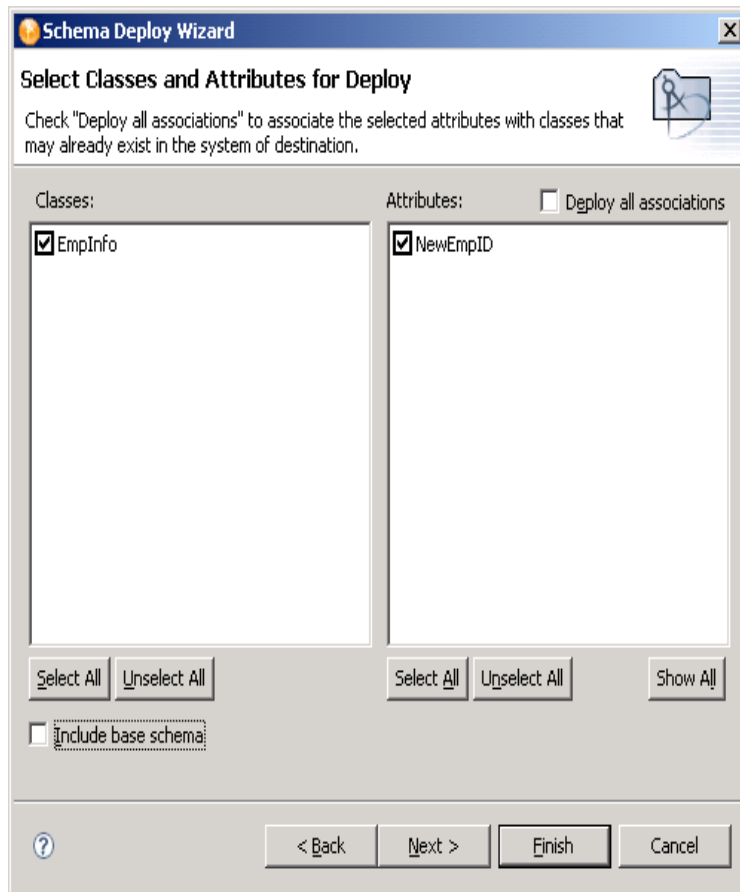 Schema Deploy Wizard
Select Classes and Attributes for Deploy
Check "Deploy all associations" to associate the selected attributes with classes that
may already exist in the system of destination.
Classes:
Attributes:
Deploy all associations
EmpInfo
NewEmpID
Select All
Unselect All
Select All
Unselect All
Show All
Include base schema
?
< Back
Next >
Finish
Cancel